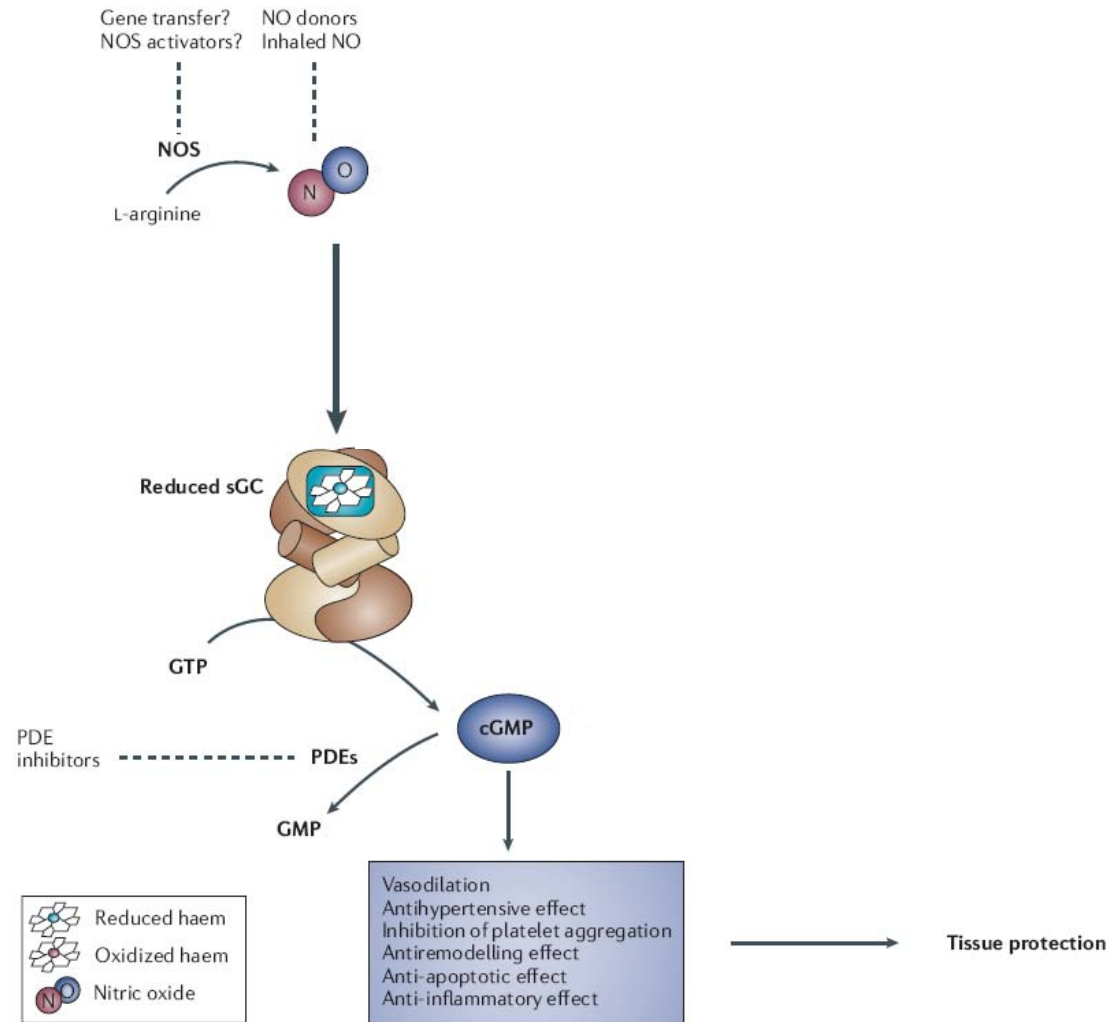 Gene transfer?
NOS activators?
NO donors
Inhaled NO
NOS
N O
L-arginine
Reduced sGC
GTP
cGMP
PDE
inhibitors
PDEs
GMP
Vasodilation
Antihypertensive effect
Inhibition of platelet aggregation
Antiremodelling effect
Anti-apoptotic effect
Anti-inflammatory effect
Tissue protection
Reduced haem
Oxidized haem
N O Nitric oxide